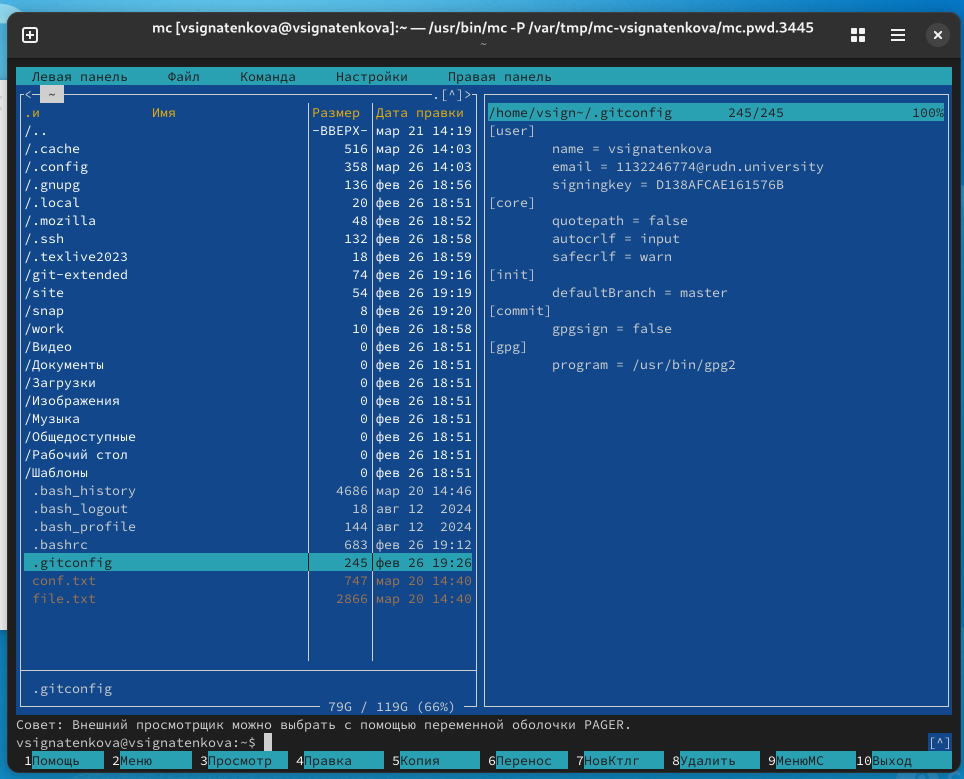 mc [vsignatenkova@vsignatenkova]:~ — /usr/bin/mc -P /var/tmp/mc-vsignatenkova/mc.pwd.3445
~
Левая панель Файл Команда Настройки Правая панель
<─ ~ .[^]>
.и Имя Размер Дата правки
/.. -ВВЕРХ- мар 21 14:19
/.cache 516 мар 26 14:03
/.config 358 мар 26 14:03
/.gnupg 136 фев 26 18:56
/.local 20 фев 26 18:51
/.mozilla 48 фев 26 18:52
/.ssh 132 фев 26 18:58
/.texlive2023 18 фев 26 18:59
/git-extended 74 фев 26 19:16
/site 54 фев 26 19:19
/snap 8 фев 26 19:20
/work 10 фев 26 18:58
/Видео 0 фев 26 18:51
/Документы 0 фев 26 18:51
/Загрузки 0 фев 26 18:51
/Изображения 0 фев 26 18:51
/Музыка 0 фев 26 18:51
/Общедоступные 0 фев 26 18:51
/Рабочий стол 0 фев 26 18:51
/Шаблоны 0 фев 26 18:51
.bash_history 4686 мар 20 14:46
.bash_logout 18 авг 12 2024
.bash_profile 144 авг 12 2024
.bashrc 683 фев 26 19:12
.gitconfig 245 фев 26 19:26
conf.txt 747 мар 20 14:40
file.txt 2866 мар 20 14:40
.gitconfig
79G / 119G (66%)
/home/vsign~/.gitconfig 245/245 100%
[user]
name = vsignatenkova
email = 1132246774@rudn.university
signingkey = D138AFCAE161576B
[core]
quotepath = false
autocrlf = input
safecrlf = warn
[init]
defaultBranch = master
[commit]
gpgsign = false
[gpg]
program = /usr/bin/gpg2
Совет: Внешний просмотрщик можно выбрать с помощью переменной оболочки PAGER.
vsignatenkova@vsignatenkova:~$ [^]
1Помощь 2Меню 3Просмотр 4Правка 5Копия 6Перенос 7НовКтлг 8Удалить 9МенюМС 10Выход